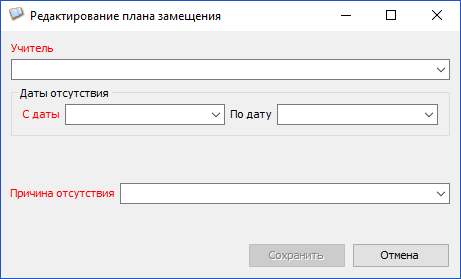 Редактирование плана замещения
Учитель
Даты отсутствия
С даты По дату
Причина отсутствия
Сохранить Отмена